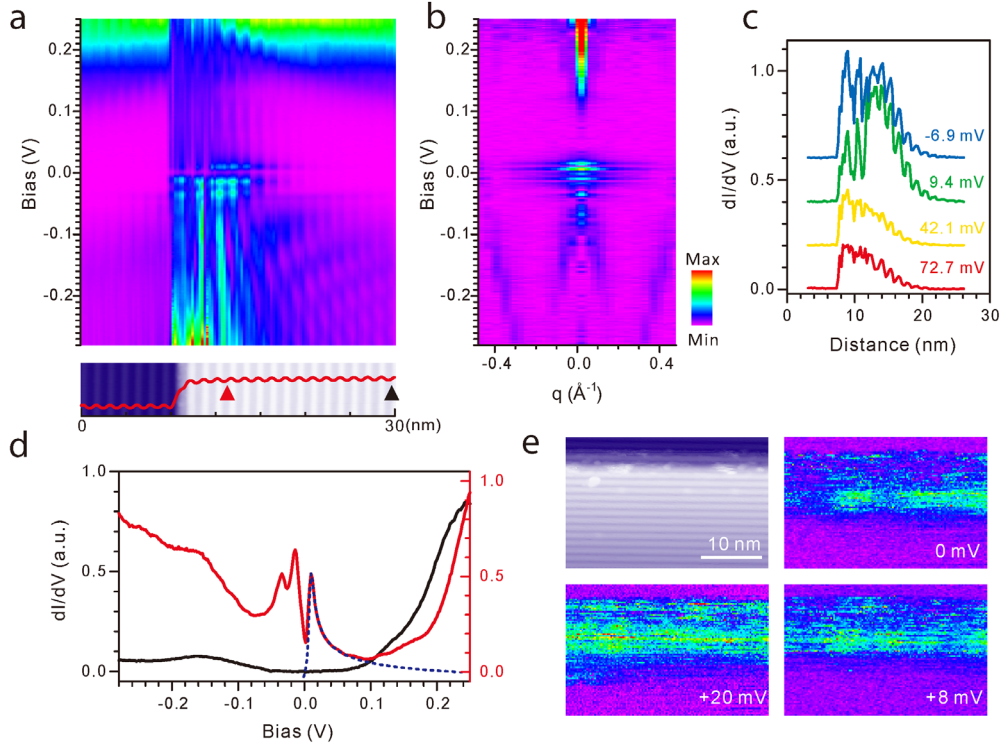 a
0.2
0.1
0.0
-0.1
-0.2
Bias (V)
0
30(nm)
b
0.2
0.1
0.0
-0.1
-0.2
Bias (V)
-0.4
0.0
0.4
q (Å-1)
Max
Min
c
1.0
0.5
0.0
dI/dV (a.u.)
-6.9 mV
9.4 mV
42.1 mV
72.7 mV
0
10
20
30
Distance (nm)
d
1.0
0.5
0.0
dI/dV (a.u.)
1.0
0.5
0.0
-0.2
-0.1
0.0
0.1
0.2
Bias (V)
e
10 nm
0 mV
+20 mV
+8 mV